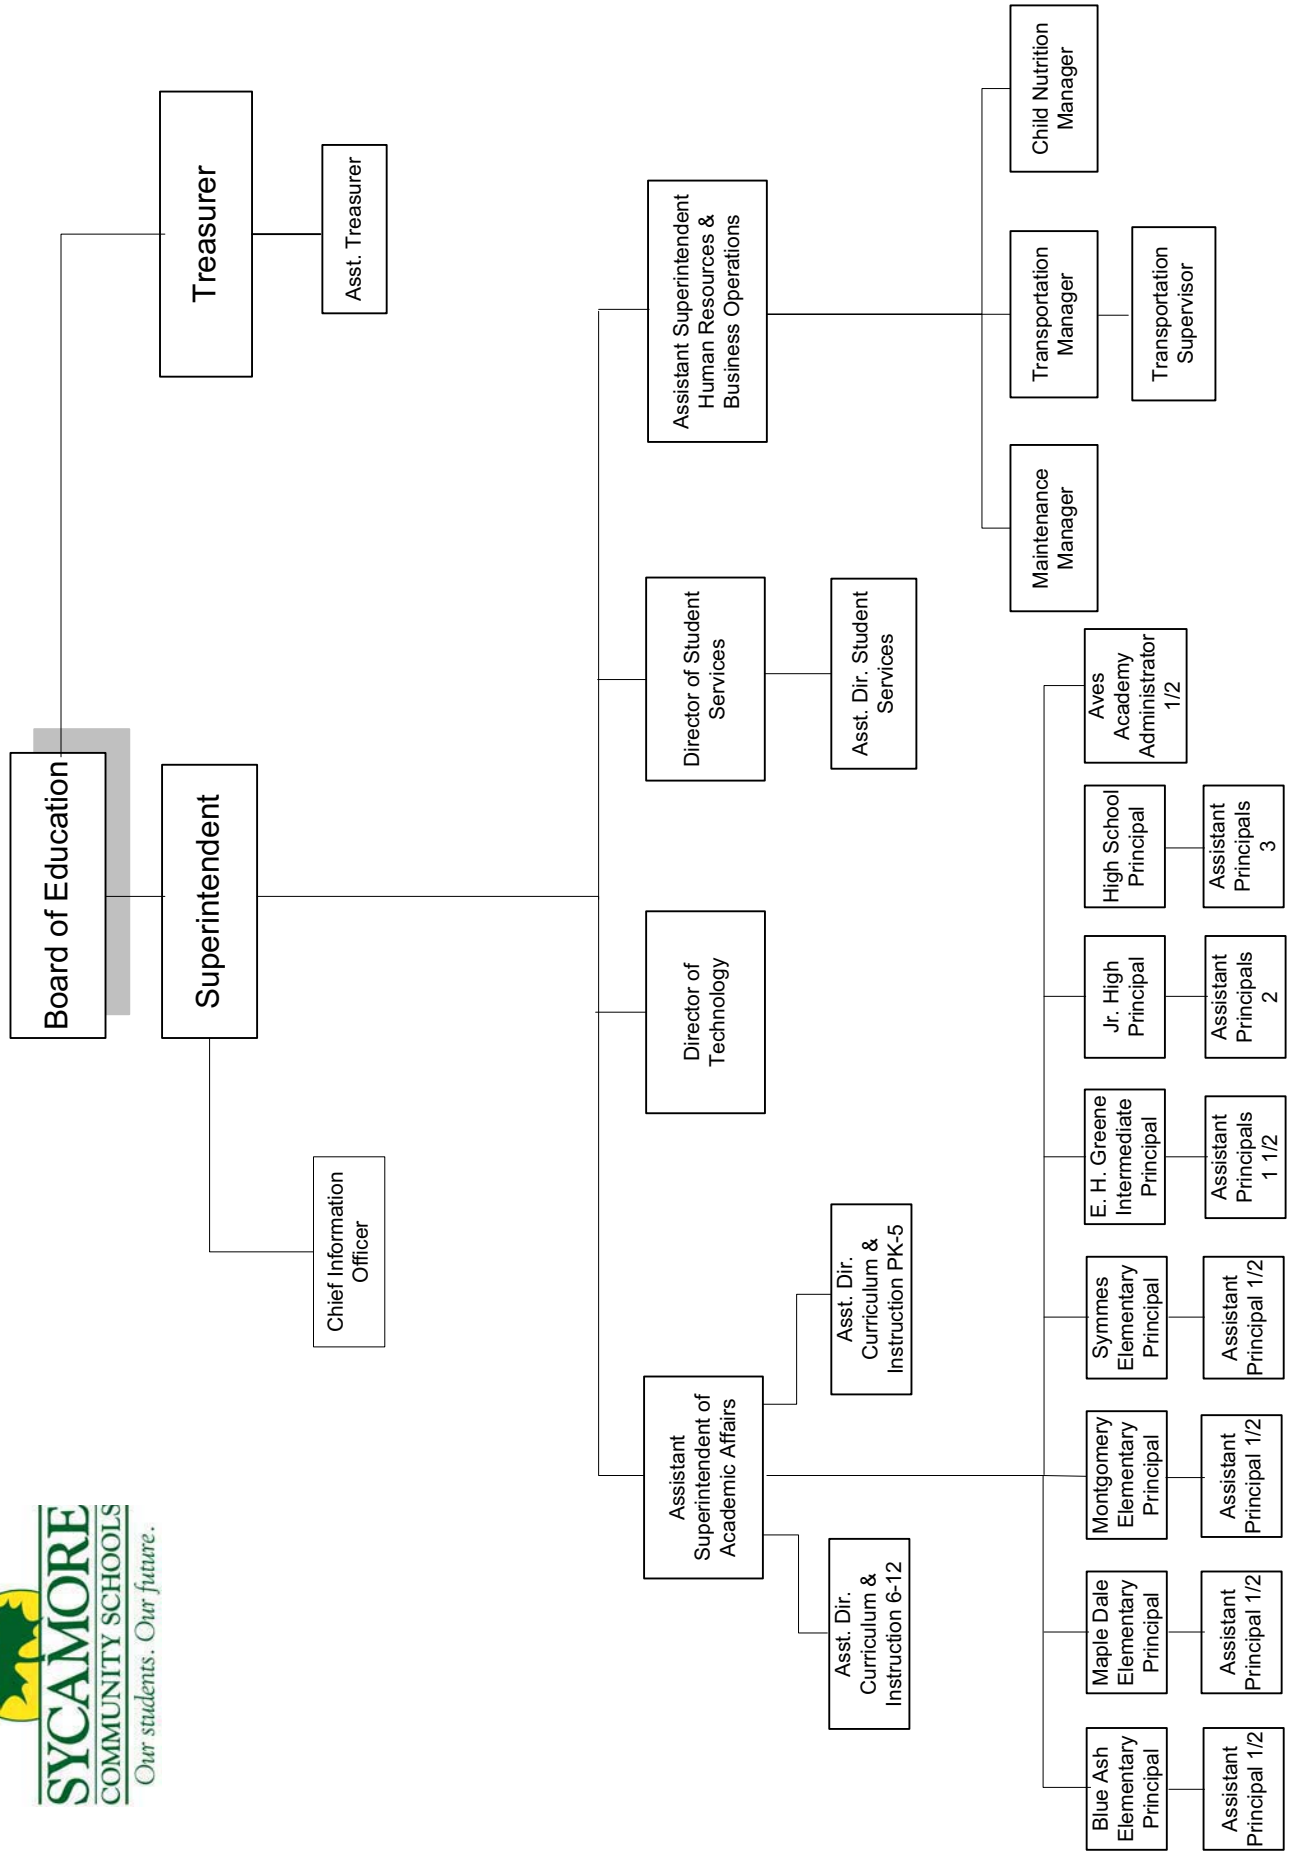 SYCAMORE
COMMUNITY SCHOOLS
Our students. Our future.
Board of Education
Superintendent
Treasurer
Chief Information
Officer
Asst. Treasurer
Assistant
Superintendent of
Academic Affairs
Director of
Technology
Director of Student
Services
Assistant Superintendent
Human Resources &
Business Operations
Asst. Dir.
Curriculum &
Instruction 6-12
Asst. Dir.
Curriculum &
Instruction PK-5
Asst. Dir. Student
Services
Maintenance
Manager
Transportation
Manager
Child Nutrition
Manager
Transportation
Supervisor
Blue Ash
Elementary
Principal
Maple Dale
Elementary
Principal
Montgomery
Elementary
Principal
Symmes
Elementary
Principal
E. H. Greene
Intermediate
Principal
Jr. High
Principal
High School
Principal
Aves
Academy
Administrator
1/2
Assistant
Principal 1/2
Assistant
Principal 1/2
Assistant
Principal 1/2
Assistant
Principal 1/2
Assistant
Principals
1 1/2
Assistant
Principals
2
Assistant
Principals
3